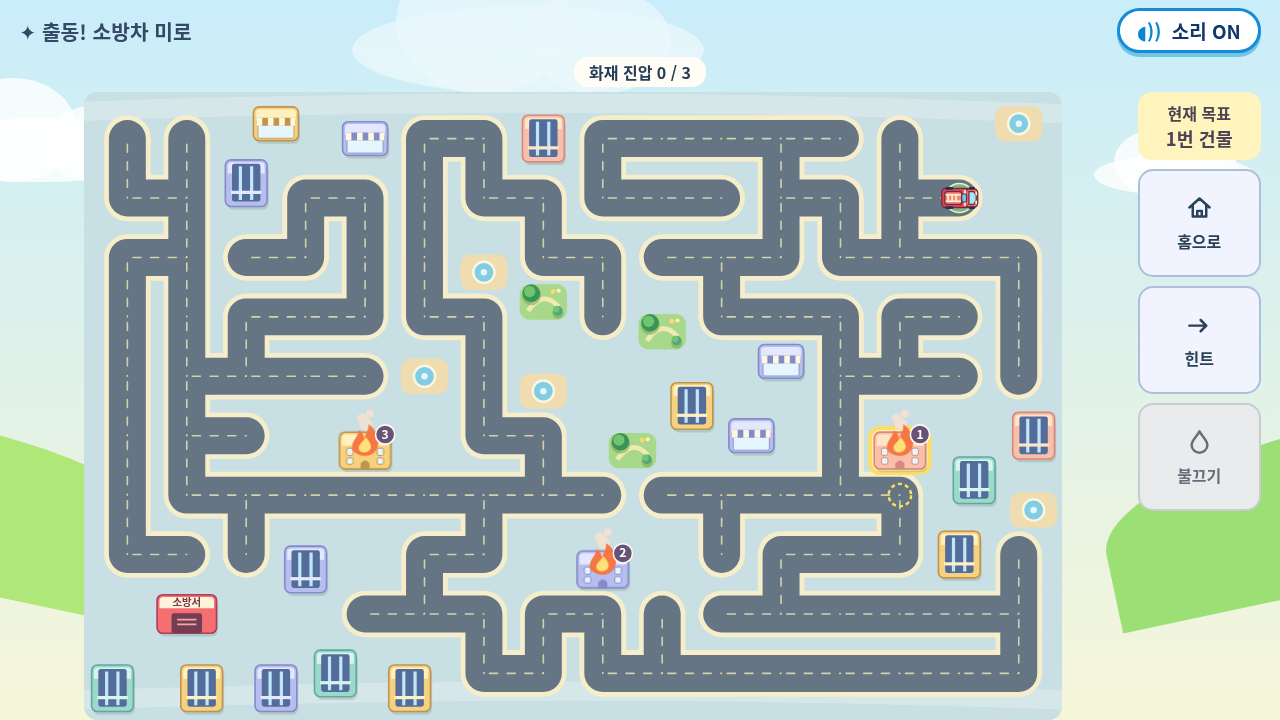 ✦ 출동! 소방차 미로
소리 ON
화재 진압 0 / 3
현재 목표
1번 건물
홈으로
힌트
불끄기
3
1
2
소방서